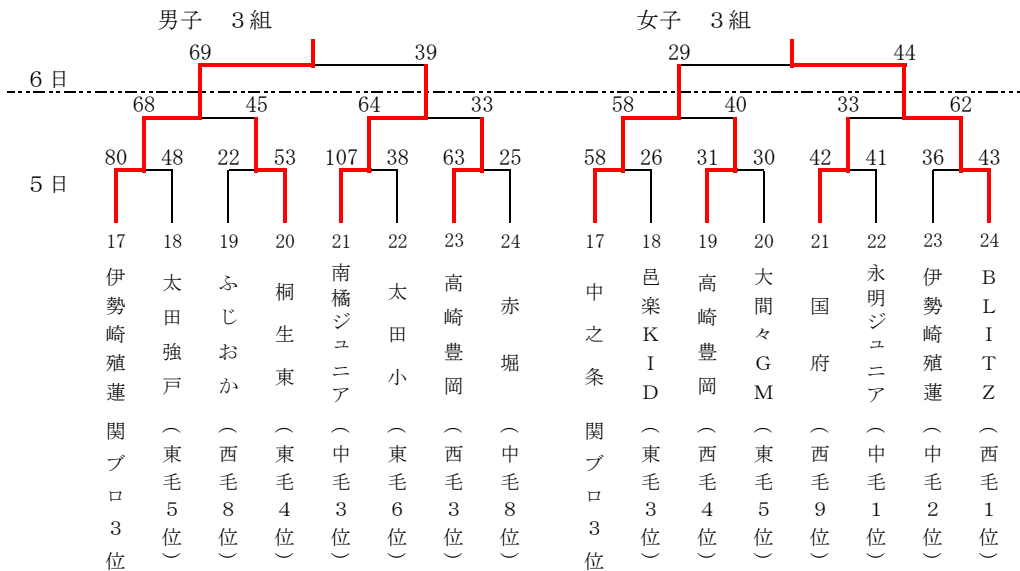 男子　３組
女子　３組
69 39 29 44
６日
68 45 64 33 58 40 33 62
80 48 22 53 107 38 63 25 58 26 31 30 42 41 36 43
５日
17 18 19 20 21 22 23 24 17 18 19 20 21 22 23 24
伊勢崎殖蓮 関ブロ３位
太田強戸（東毛５位）
ふじおか（西毛８位）
桐生東（東毛４位）
南橘ジュニア（中毛３位）
太田小（東毛６位）
高崎豊岡（西毛３位）
赤堀（中毛８位）
中之条 関ブロ３位
邑楽ＫＩＤ（東毛３位）
高崎豊岡（西毛４位）
大間々ＧＭ（東毛５位）
国府（西毛９位）
永明ジュニア（中毛１位）
伊勢崎殖蓮（中毛２位）
ＢＬＩＴＺ（西毛１位）